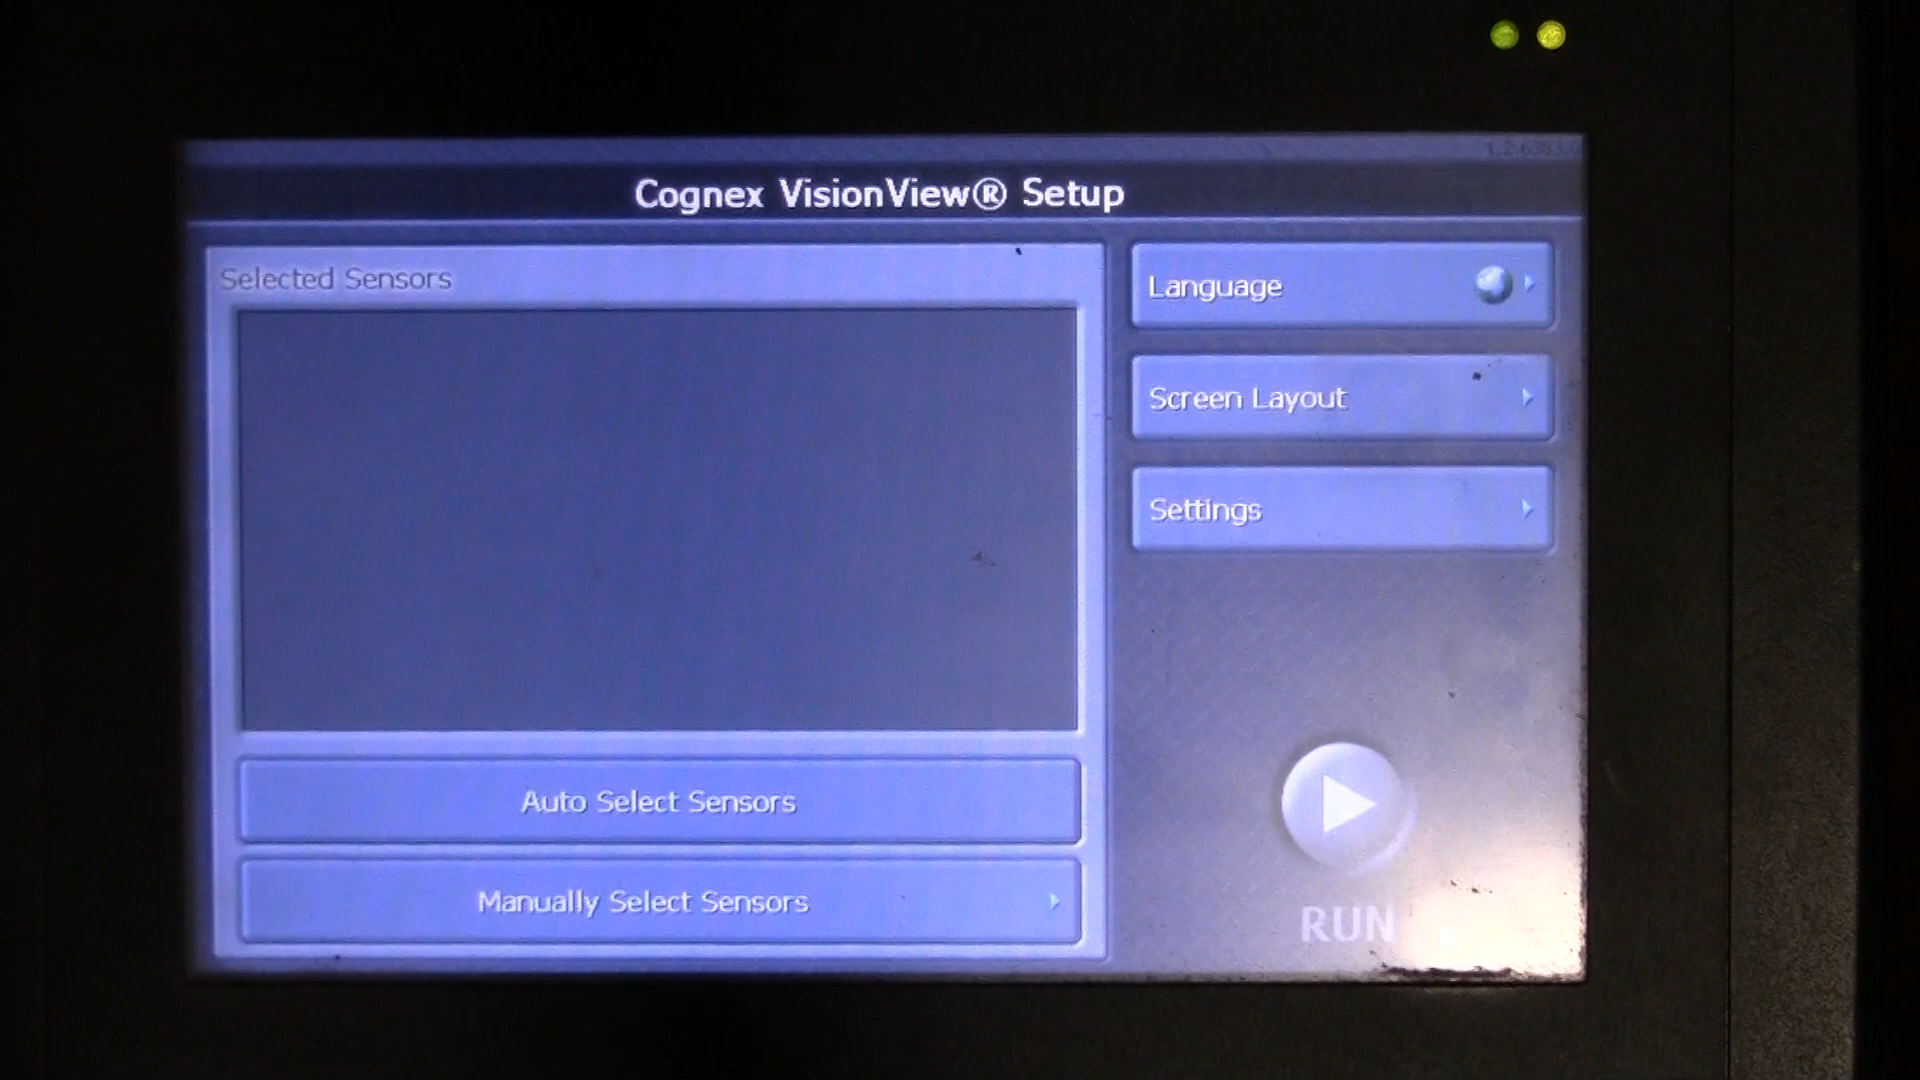 Cognex VisionView® Setup
Selected Sensors
Language
Screen Layout
Settings
Auto Select Sensors
Manually Select Sensors
RUN